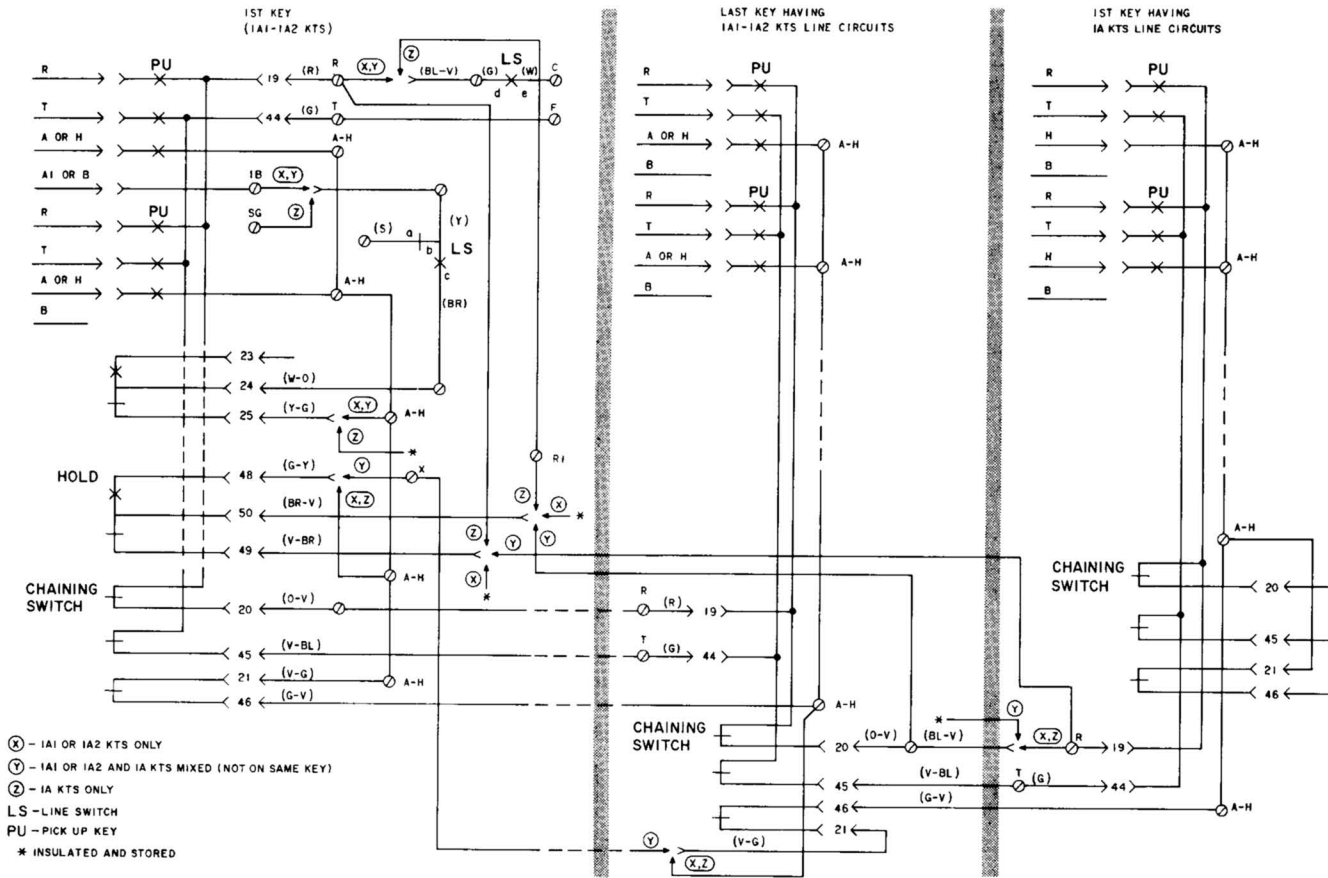 1ST KEY
(1A1-1A2 KTS)
R
PU
19
(R)
R
X,Y
Z
(BL-V)
(G)
LS
(W)
C
d
e
T
44
(G)
T
F
A OR H
A-H
A1 OR B
1B
X,Y
R
PU
SG
Z
(Y)
(S)
a
b
LS
c
T
A OR H
A-H
(BR)
B
23
24
(W-O)
25
(Y-G)
X,Y
A-H
Z
*
R1
HOLD
48
(G-Y)
Y
X
X,Z
50
(BR-V)
Z
X
*
Y
49
(V-BR)
Z
Y
X
*
A-H
CHAINING
SWITCH
20
(O-V)
45
(V-BL)
21
(V-G)
A-H
46
(G-V)
X - 1A1 OR 1A2 KTS ONLY
Y - 1A1 OR 1A2 AND 1A KTS MIXED (NOT ON SAME KEY)
Z - 1A KTS ONLY
LS - LINE SWITCH
PU - PICK UP KEY
* INSULATED AND STORED
LAST KEY HAVING
1A1-1A2 KTS LINE CIRCUITS
R
PU
T
A OR H
A-H
B
R
PU
T
A OR H
A-H
B
R
(R)
19
T
(G)
44
A-H
CHAINING
SWITCH
20
(O-V)
(BL-V)
*
Y
X,Z
R
19
45
(V-BL)
T
(G)
44
46
(G-V)
A-H
21
Y
(V-G)
X,Z
1ST KEY HAVING
1A KTS LINE CIRCUITS
R
PU
T
H
A-H
B
R
PU
T
H
A-H
B
A-H
CHAINING
SWITCH
20
45
21
46